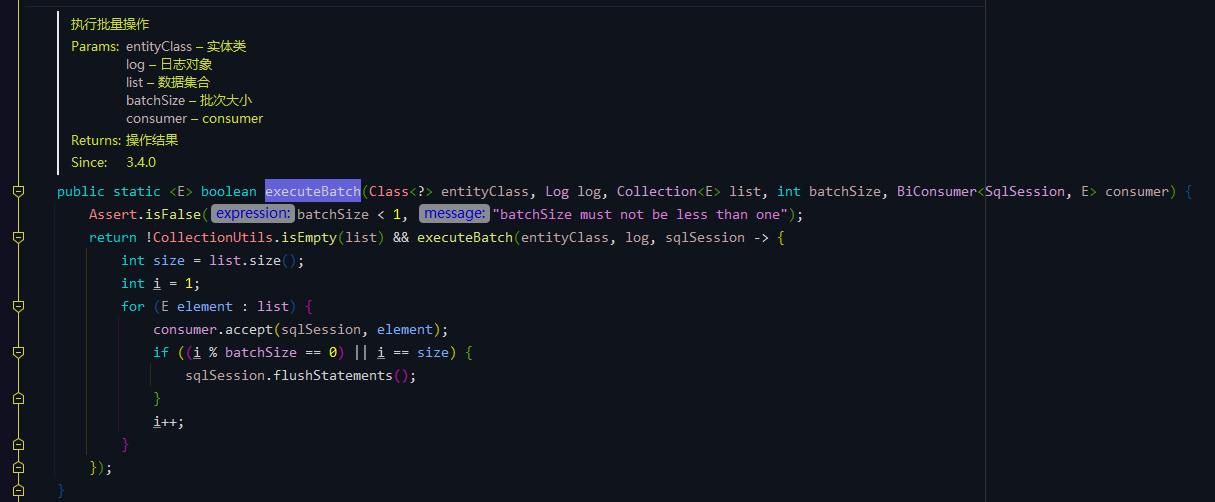 执行批量操作
Params: entityClass – 实体类
log – 日志对象
list – 数据集合
batchSize – 批次大小
consumer – consumer
Returns: 操作结果
Since: 3.4.0
public static <E> boolean executeBatch(Class<?> entityClass, Log log, Collection<E> list, int batchSize, BiConsumer<SqlSession, E> consumer) {
Assert.isFalse( expression: batchSize < 1, message: "batchSize must not be less than one");
return !CollectionUtils.isEmpty(list) && executeBatch(entityClass, log, sqlSession -> {
int size = list.size();
int i = 1;
for (E element : list) {
consumer.accept(sqlSession, element);
if ((i % batchSize == 0) || i == size) {
sqlSession.flushStatements();
}
i++;
}
});
}